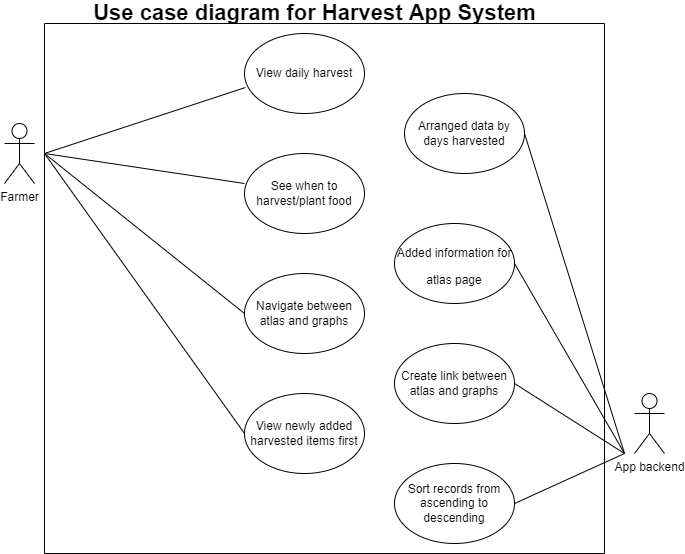 Use case diagram for Harvest App System
View daily harvest
Arranged data by
days harvested
Farmer
See when to
harvest/plant food
Added information for
atlas page
Navigate between
atlas and graphs
Create link between
atlas and graphs
View newly added
harvested items first
App backend
Sort records from
ascending to
descending